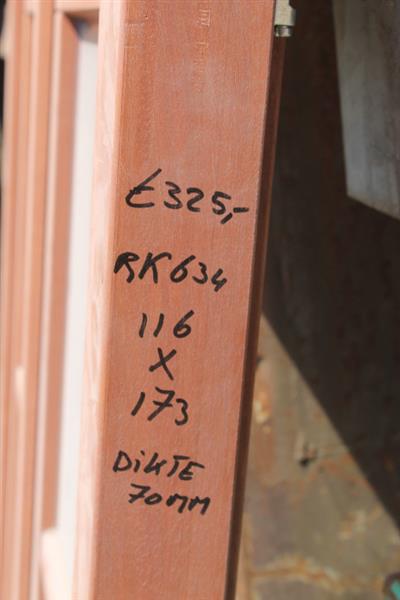 €325,-
RK634
116
X
173
DIKTE
70MM